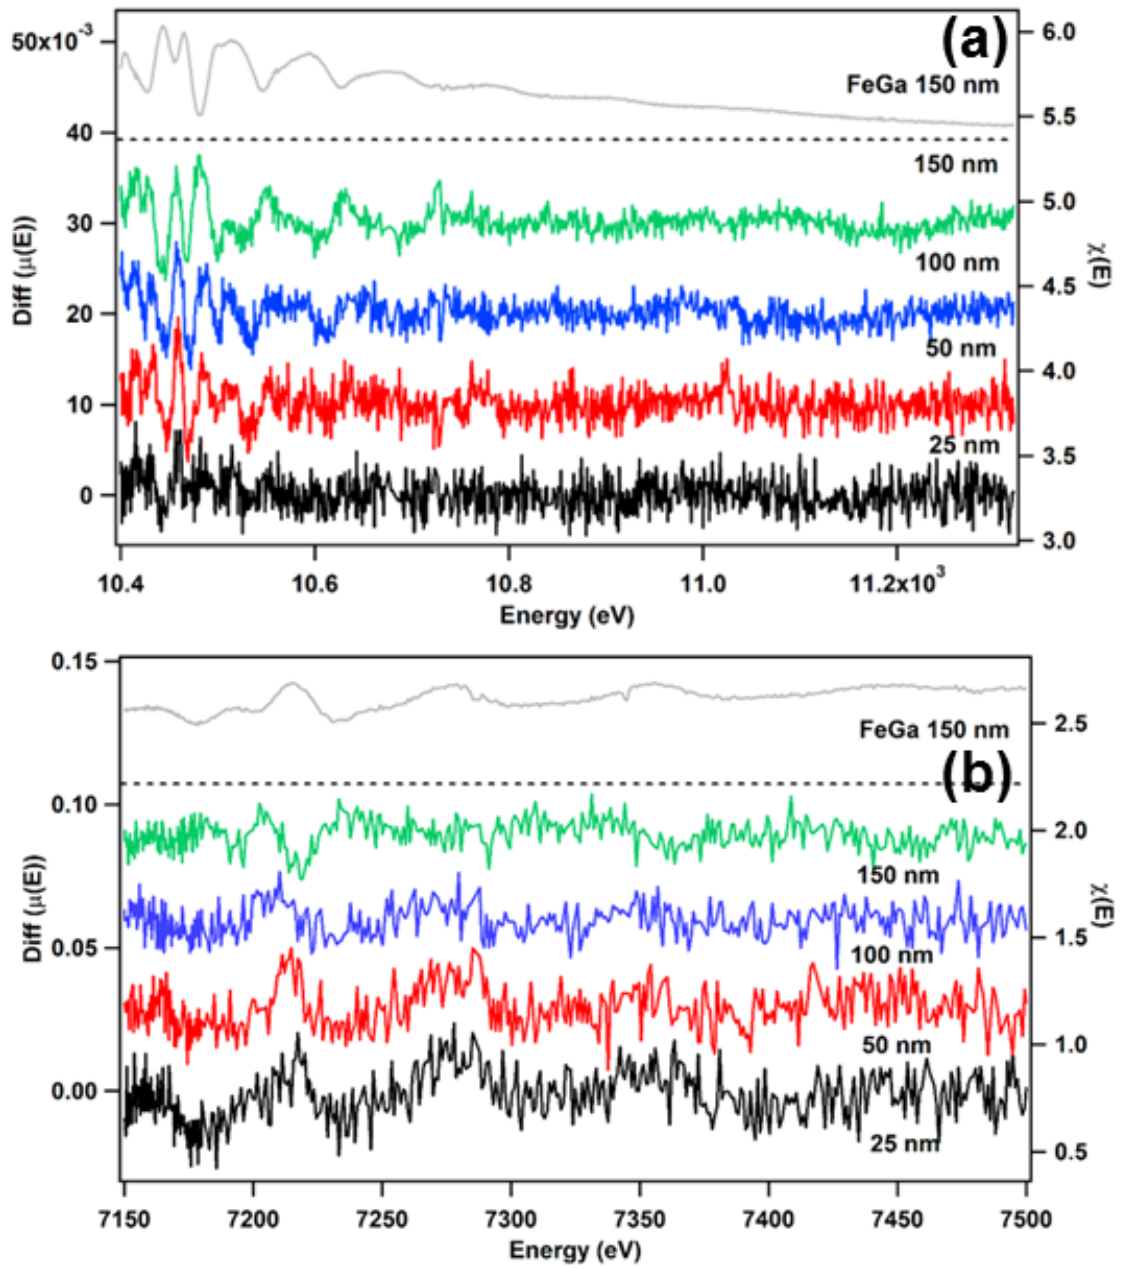 (a)
50x10⁻³
40
30
20
10
0
Diff (μ(E))
6.0
5.5
5.0
4.5
4.0
3.5
3.0
χ(E)
FeGa 150 nm
150 nm
100 nm
50 nm
25 nm
10.4 10.6 10.8 11.0 11.2x10³
Energy (eV)
0.15
0.10
0.05
0.00
Diff (μ(E))
2.5
2.0
1.5
1.0
0.5
χ(E)
FeGa 150 nm
(b)
150 nm
100 nm
50 nm
25 nm
7150 7200 7250 7300 7350 7400 7450 7500
Energy (eV)